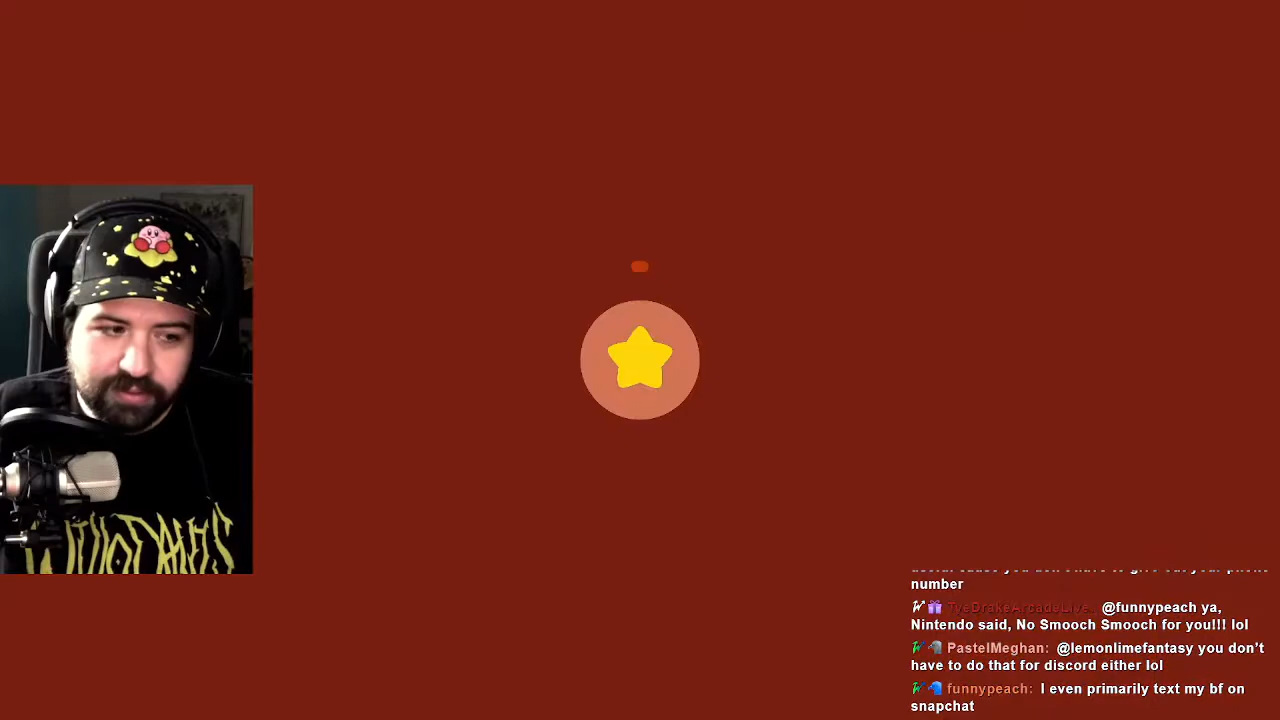 number
TyeDrakeArcadeLive: @funnypeach ya,
Nintendo said, No Smooch Smooch for you!!! lol
PastelMeghan: @lemonlimefantasy you don't
have to do that for discord either lol
funnypeach: I even primarily text my bf on
snapchat